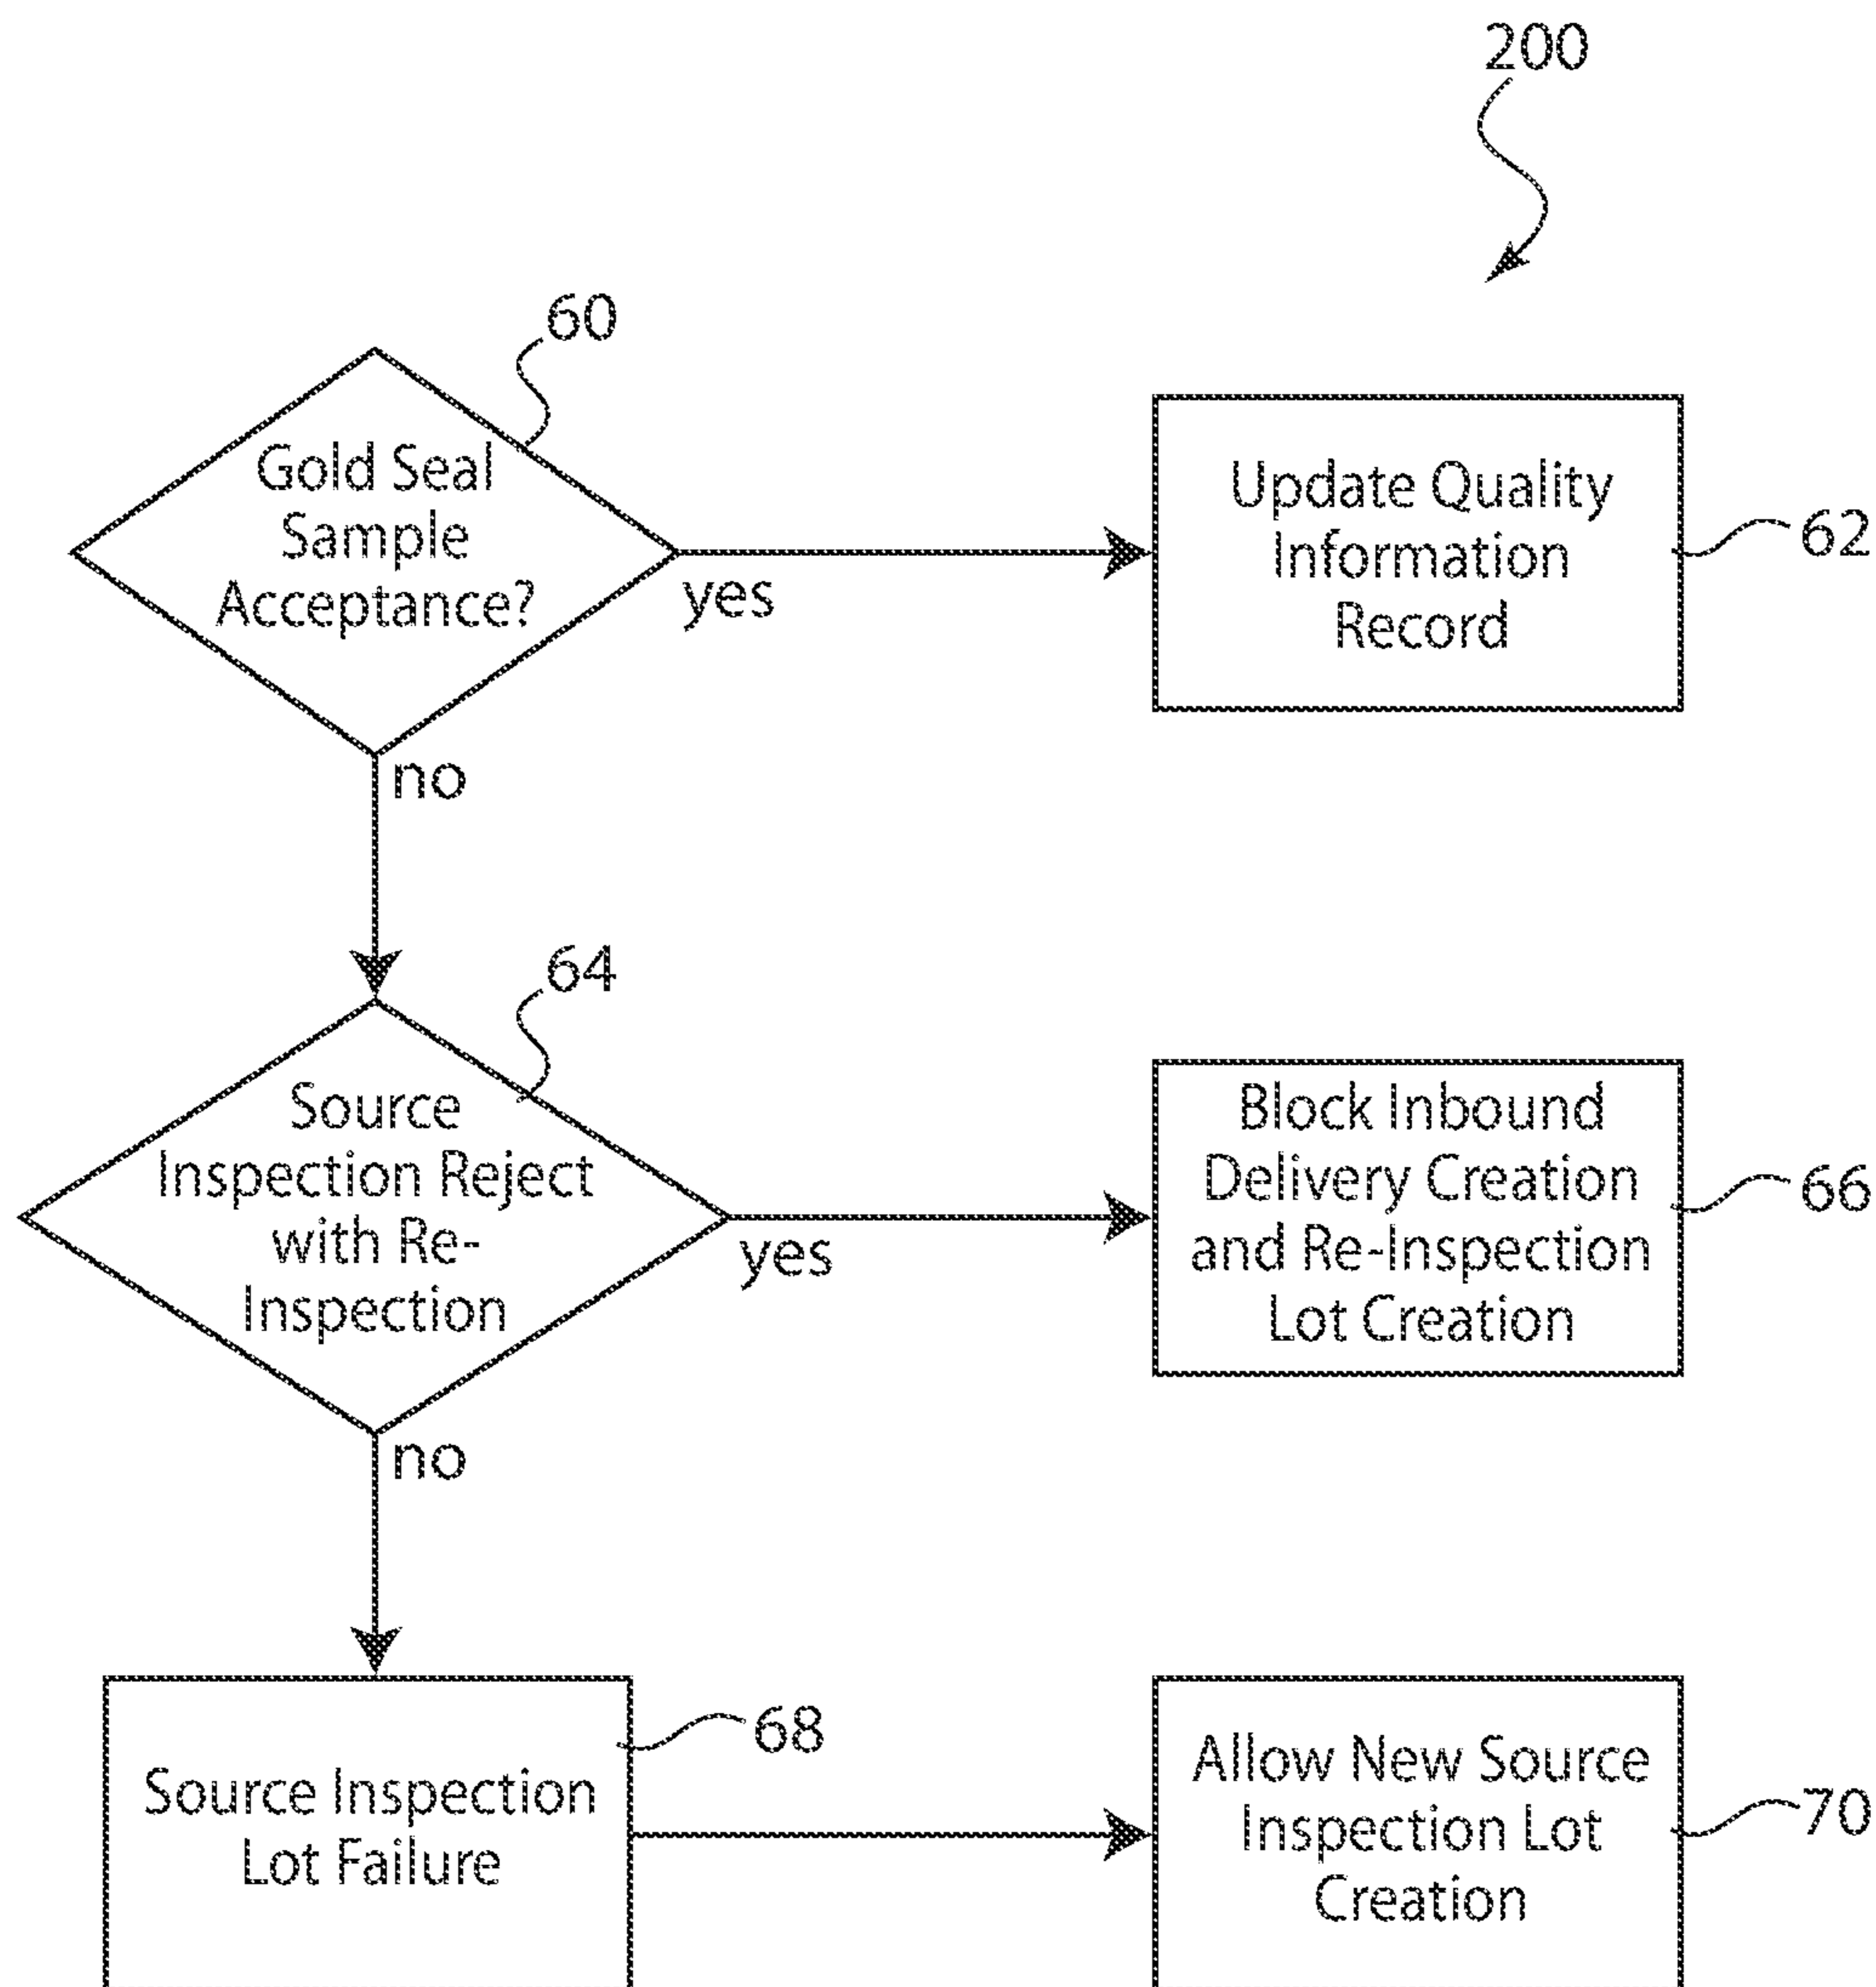 200
60
Gold Seal
Sample
Acceptance?
yes
no
Update Quality
Information
Record
62
64
Source
Inspection Reject
with Re-
Inspection
yes
no
Block Inbound
Delivery Creation
and Re-Inspection
Lot Creation
66
Source Inspection
Lot Failure
68
Allow New Source
Inspection Lot
Creation
70